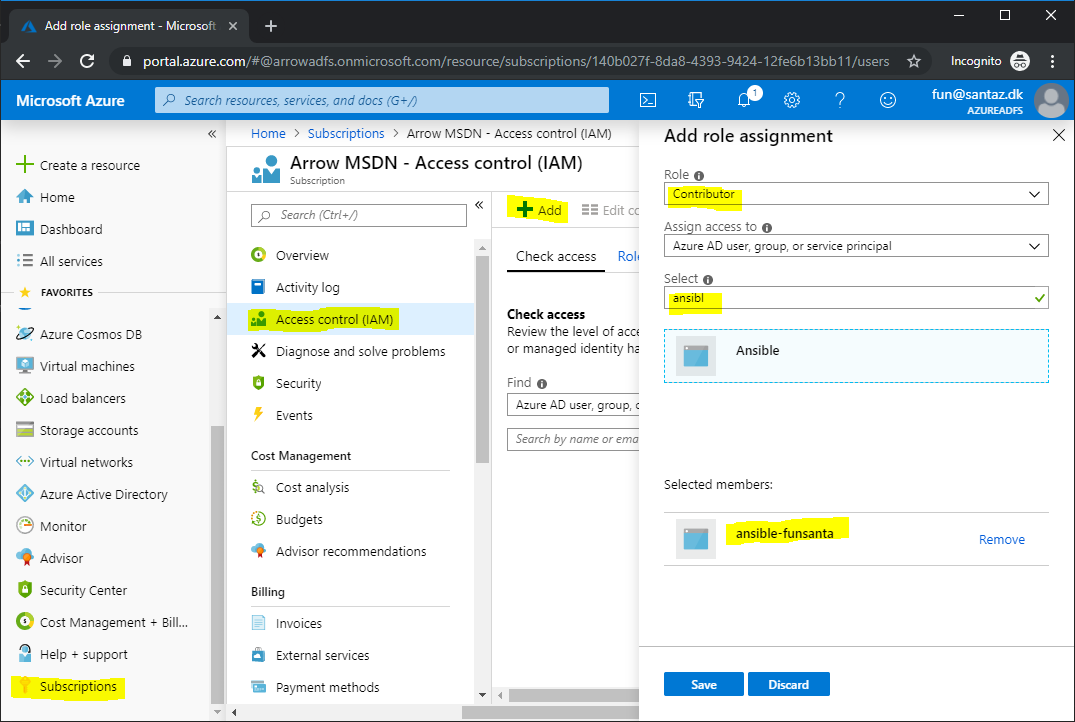 Add role assignment - Microsoft
portal.azure.com/#@arrowadfs.onmicrosoft.com/resource/subscriptions/140b027f-8da8-4393-9424-12fe6b13bb11/users
Incognito
Microsoft Azure
Search resources, services, and docs (G+/)
1
fun@santaz.dk
AZUREADFS
Create a resource
Home
Dashboard
All services
FAVORITES
Azure Cosmos DB
Virtual machines
Load balancers
Storage accounts
Virtual networks
Azure Active Directory
Monitor
Advisor
Security Center
Cost Management + Bill...
Help + support
Subscriptions
Home > Subscriptions > Arrow MSDN - Access control (IAM)
Arrow MSDN - Access control (IAM)
Subscription
Search (Ctrl+/)
Overview
Activity log
Access control (IAM)
Diagnose and solve problems
Security
Events
Cost Management
Cost analysis
Budgets
Advisor recommendations
Billing
Invoices
External services
Payment methods
Add
Edit co
Check access
Role
Check access
Review the level of acce
or managed identity ha
Find
Azure AD user, group, o
Search by name or ema
Add role assignment
Role
Contributor
Assign access to
Azure AD user, group, or service principal
Select
ansibl
Ansible
Selected members:
ansible-funsanta
Remove
Save
Discard